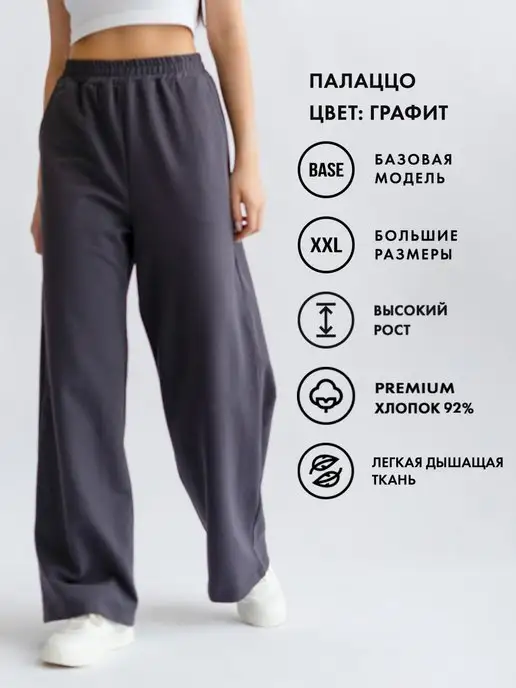 ПАЛАЦЦО
ЦВЕТ: ГРАФИТ
BASE
БАЗОВАЯ
МОДЕЛЬ
XXL
БОЛЬШИЕ
РАЗМЕРЫ
ВЫСОКИЙ
РОСТ
PREMIUM
ХЛОПОК 92%
ЛЕГКАЯ ДЫШАЩАЯ
ТКАНЬ